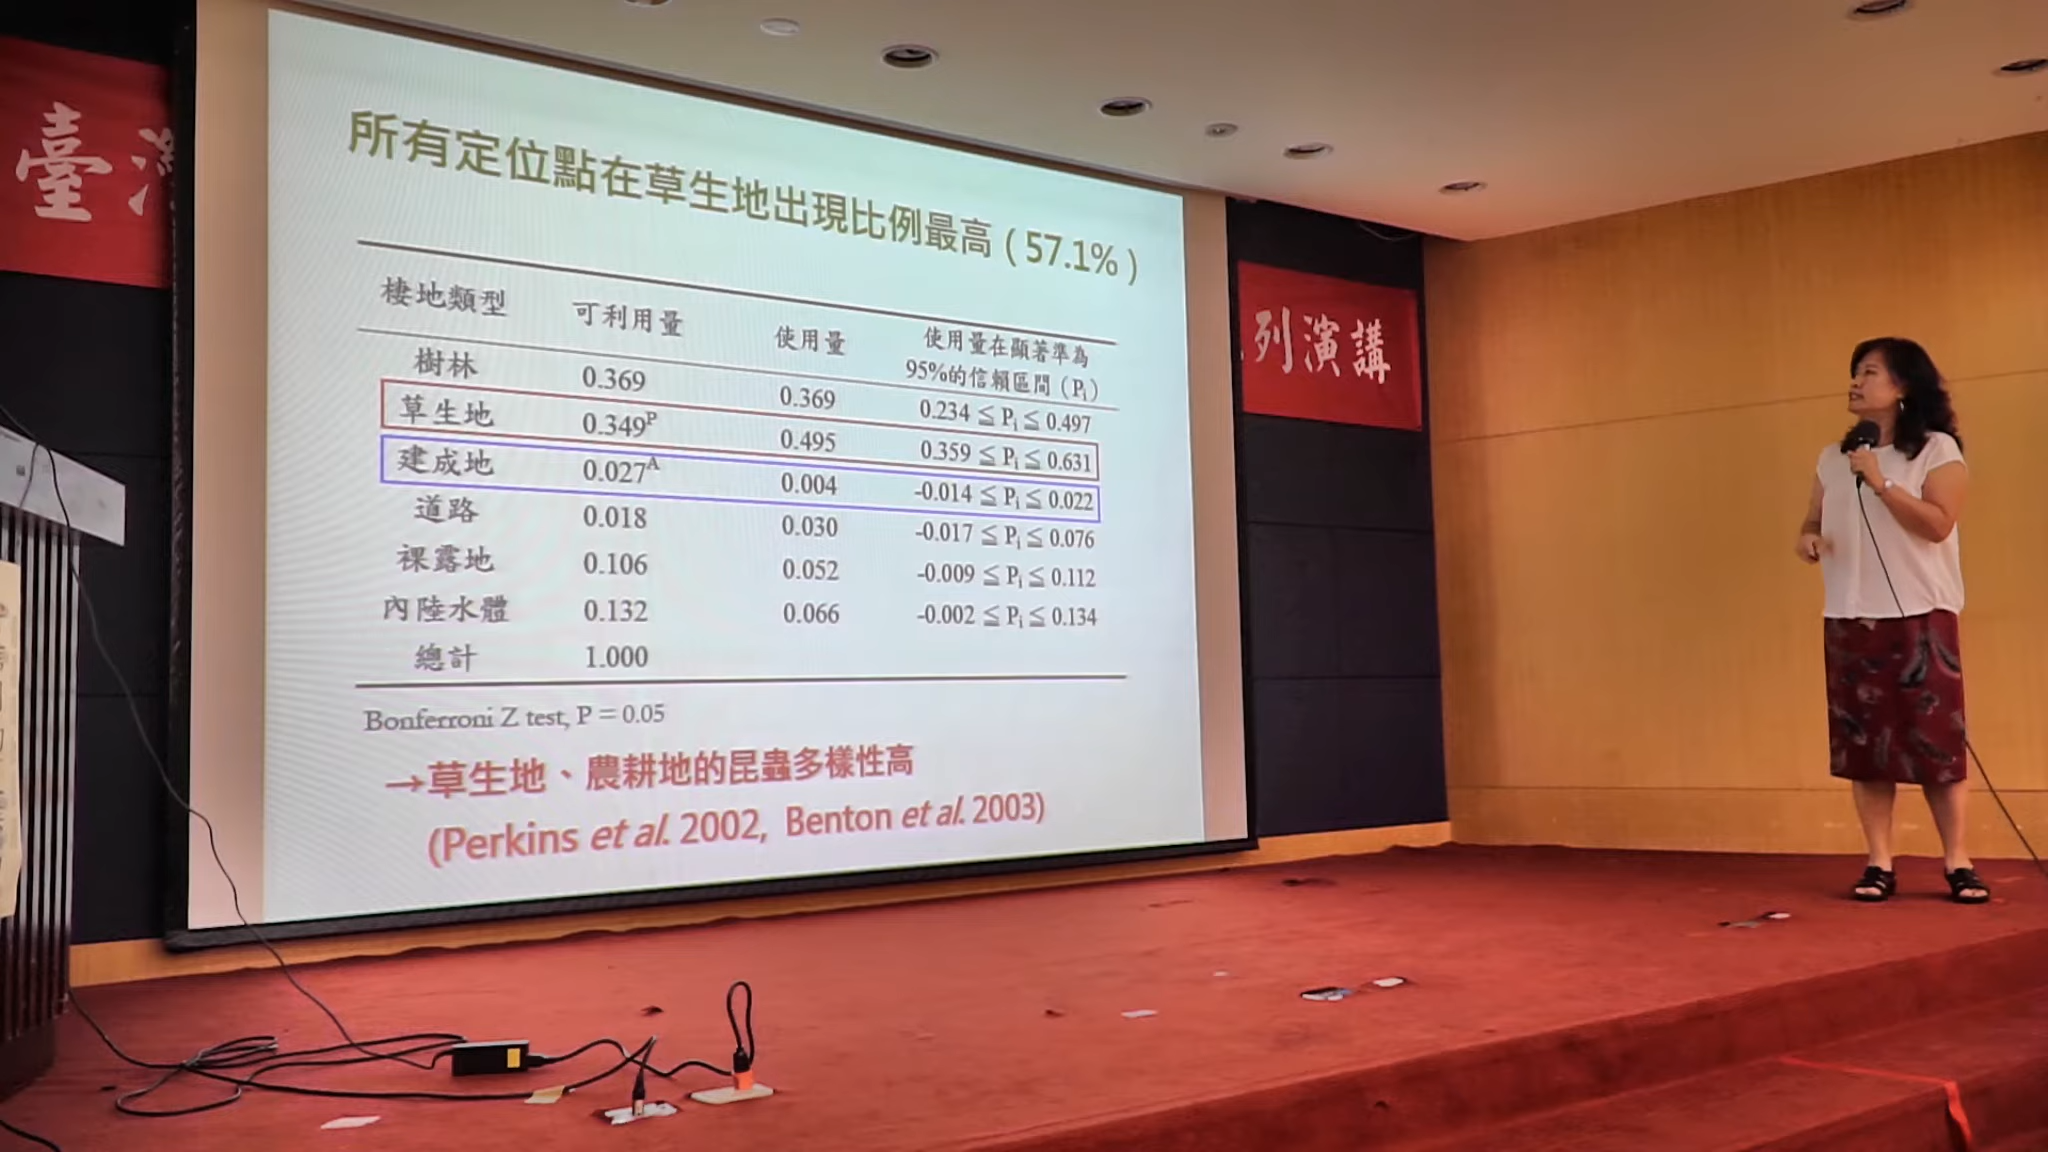 臺灣
列演講
所有定位點在草生地出現比例最高（57.1%）
棲地類型 可利用量 使用量 使用量在顯著準為
95%的信賴區間（Pi）
樹林 0.369 0.369 0.234 ≦ Pi ≦ 0.497
草生地 0.349P 0.495 0.359 ≦ Pi ≦ 0.631
建成地 0.027A 0.004 -0.014 ≦ Pi ≦ 0.022
道路 0.018 0.030 -0.017 ≦ Pi ≦ 0.076
裸露地 0.106 0.052 -0.009 ≦ Pi ≦ 0.112
內陸水體 0.132 0.066 -0.002 ≦ Pi ≦ 0.134
總計 1.000
Bonferroni Z test, P = 0.05
→草生地、農耕地的昆蟲多樣性高
(Perkins et al. 2002, Benton et al. 2003)